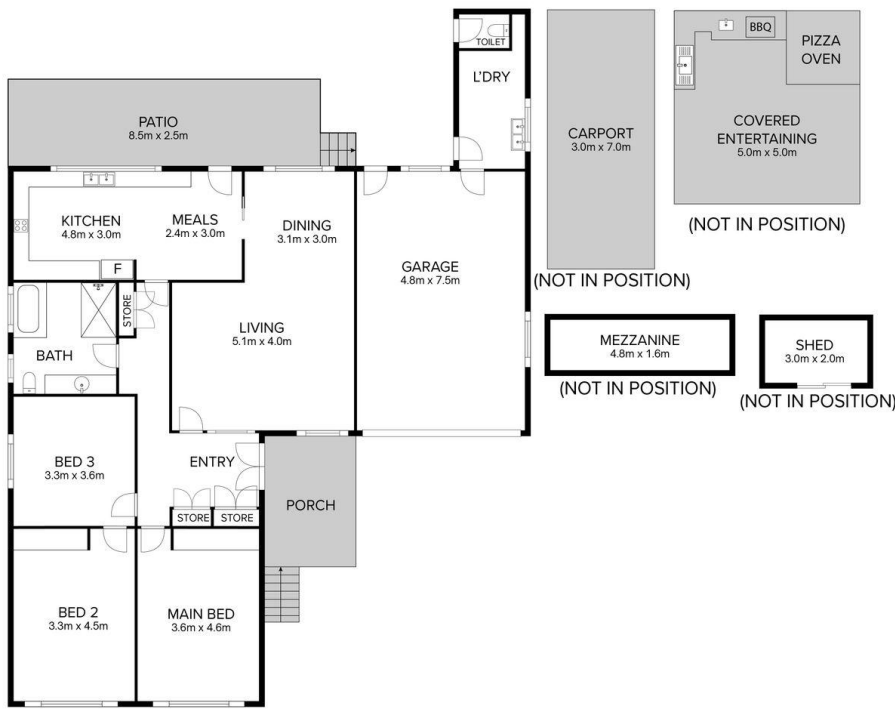 TOILET
L'DRY
BBQ
PIZZA
OVEN
PATIO
8.5m x 2.5m
CARPORT
3.0m x 7.0m
COVERED
ENTERTAINING
5.0m x 5.0m
(NOT IN POSITION)
KITCHEN
4.8m x 3.0m
MEALS
2.4m x 3.0m
DINING
3.1m x 3.0m
F
GARAGE
4.8m x 7.5m
(NOT IN POSITION)
STORE
BATH
LIVING
5.1m x 4.0m
MEZZANINE
4.8m x 1.6m
(NOT IN POSITION)
SHED
3.0m x 2.0m
(NOT IN POSITION)
BED 3
3.3m x 3.6m
ENTRY
STORE
STORE
PORCH
BED 2
3.3m x 4.5m
MAIN BED
3.6m x 4.6m